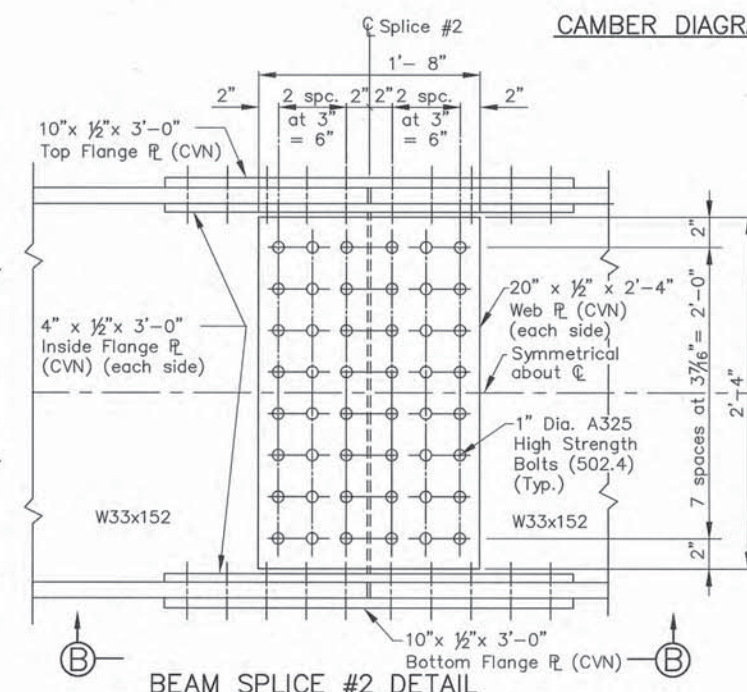 ℄ Splice #2
CAMBER DIAGRA
1'- 8"
2"
2 spc.
at 3"
= 6"
2"
2"
2 spc.
at 3"
= 6"
2"
10"x ½"x 3'-0"
Top Flange ⅊ (CVN)
2"
20" x ½" x 2'-4"
Web ⅊ (CVN)
(each side)
4" x ½"x 3'-0"
Inside Flange ⅊
(CVN) (each side)
Symmetrical
about ℄
7 spaces at 3 7/16" = 2'-0"
2'-4"
1" Dia. A325
High Strength
Bolts (502.4)
(Typ.)
W33x152
W33x152
2"
10"x ½"x 3'-0"
Bottom Flange ⅊ (CVN)
B
B
BEAM SPLICE #2 DETAIL